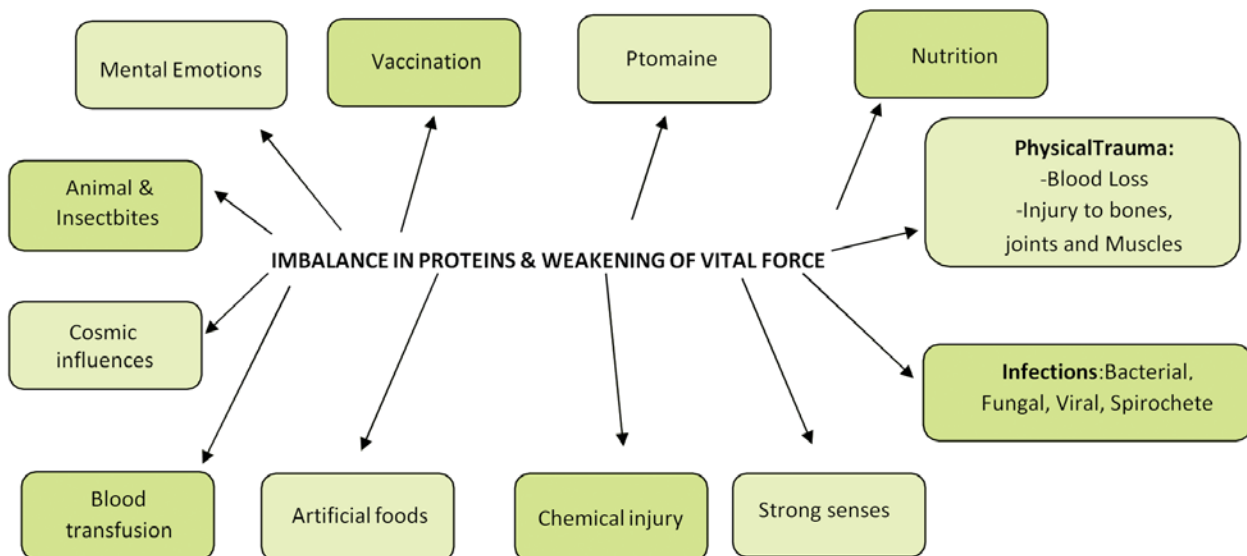 Mental Emotions
Vaccination
Ptomaine
Nutrition
PhysicalTrauma:
-Blood Loss
-Injury to bones,
joints and Muscles
Animal &
Insectbites
IMBALANCE IN PROTEINS & WEAKENING OF VITAL FORCE
Cosmic
influences
Infections:Bacterial,
Fungal, Viral, Spirochete
Blood
transfusion
Artificial foods
Chemical injury
Strong senses